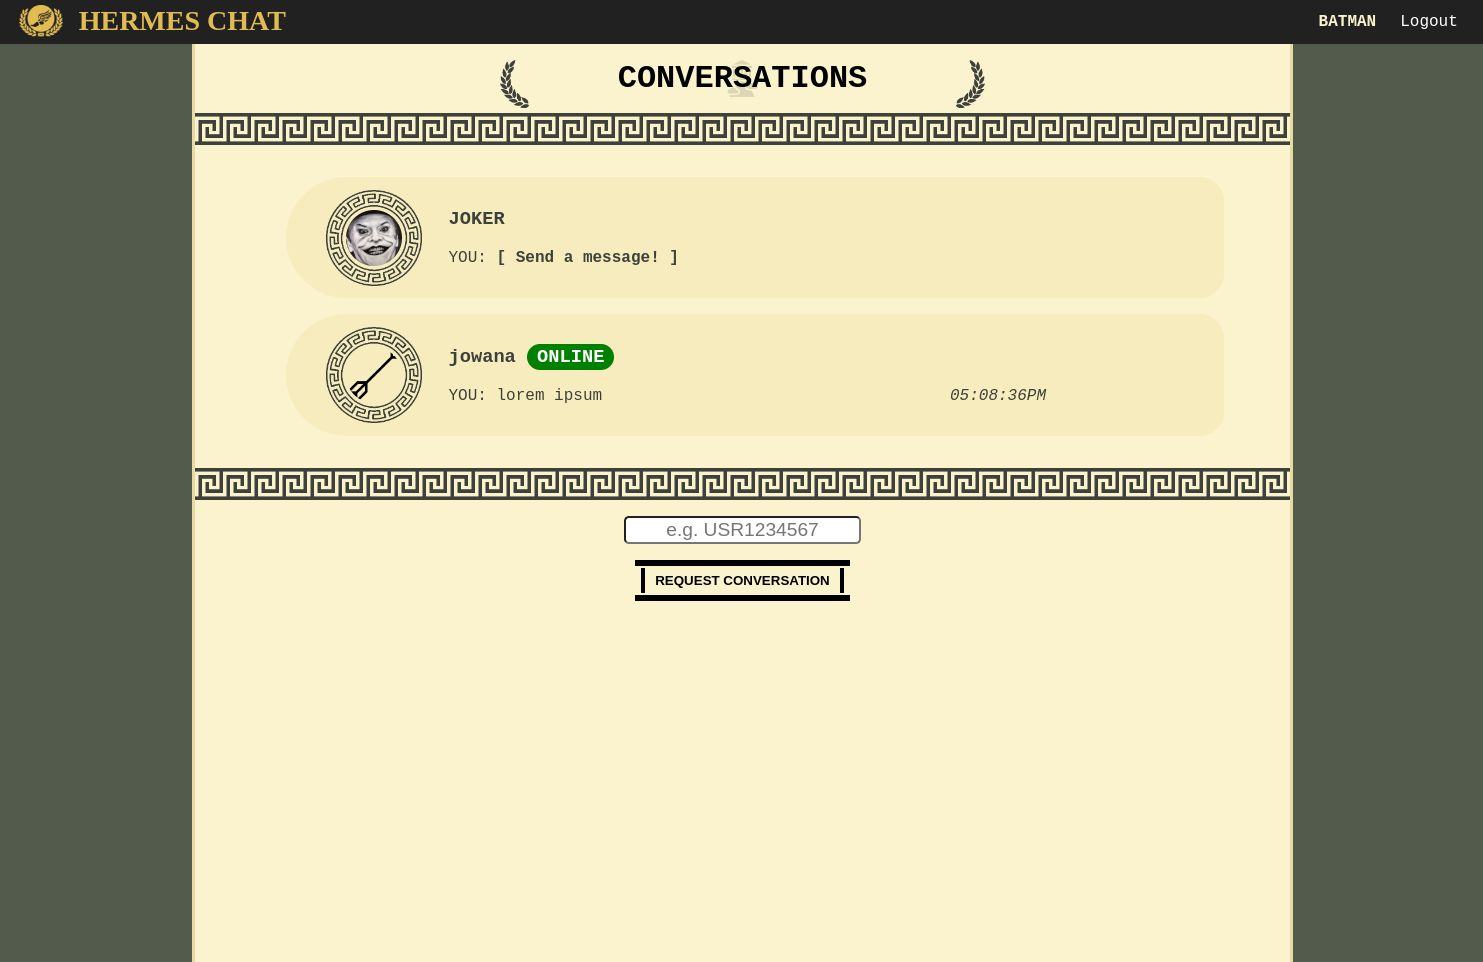 HERMES CHAT
BATMAN Logout
CONVERSATIONS
JOKER
YOU: [ Send a message! ]
jowana ONLINE
YOU: lorem ipsum 05:08:36PM
e.g. USR1234567
REQUEST CONVERSATION